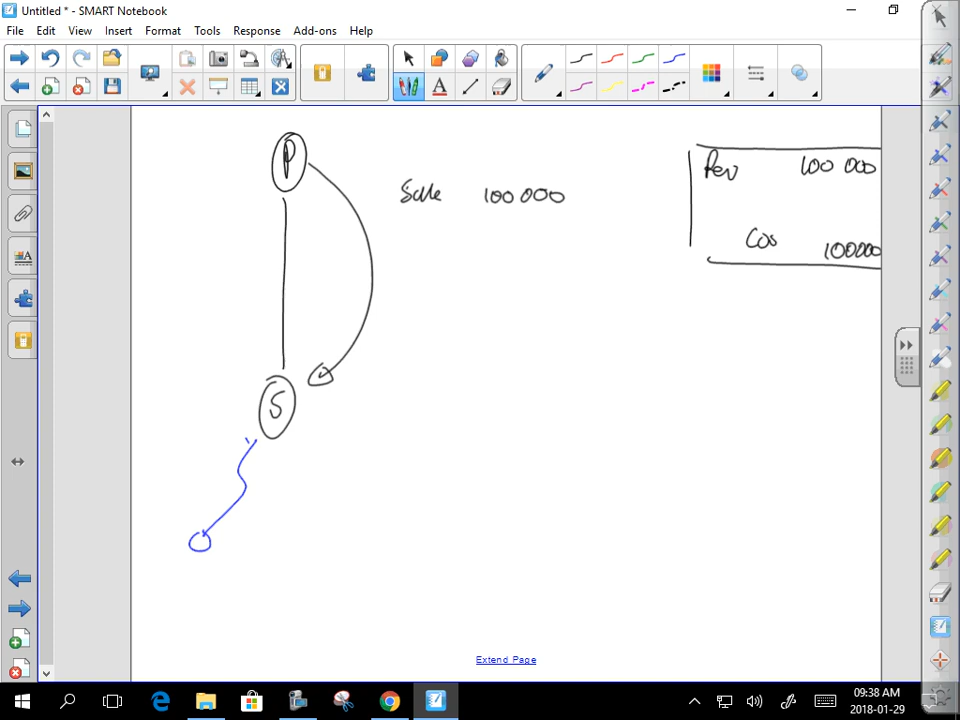 Untitled * - SMART Notebook
File Edit View Insert Format Tools Response Add-ons Help
P
Sale 100 000
Rev 100 000
Cos 100000
S
Extend Page
09:38 AM
2018-01-29